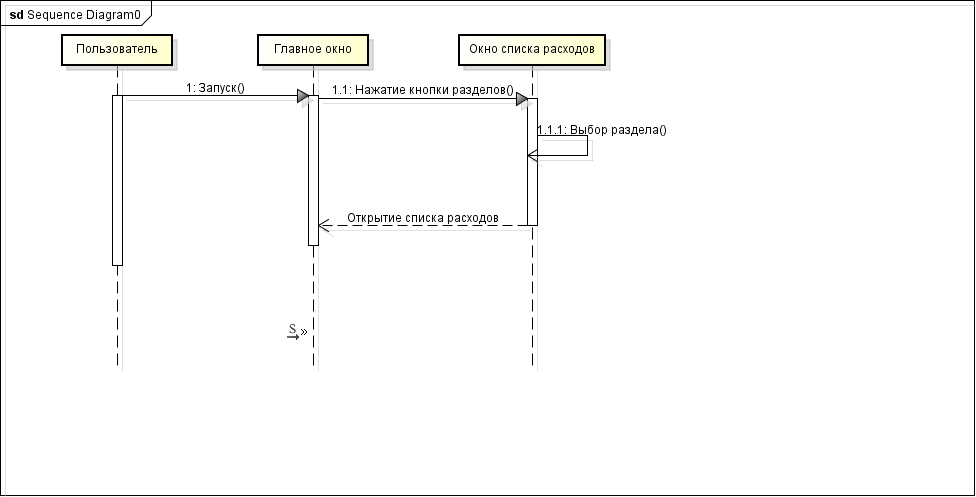 sd Sequence Diagram0
Пользователь
Главное окно
Окно списка расходов
1: Запуск()
1.1: Нажатие кнопки разделов()
1.1.1: Выбор раздела()
Открытие списка расходов
S »